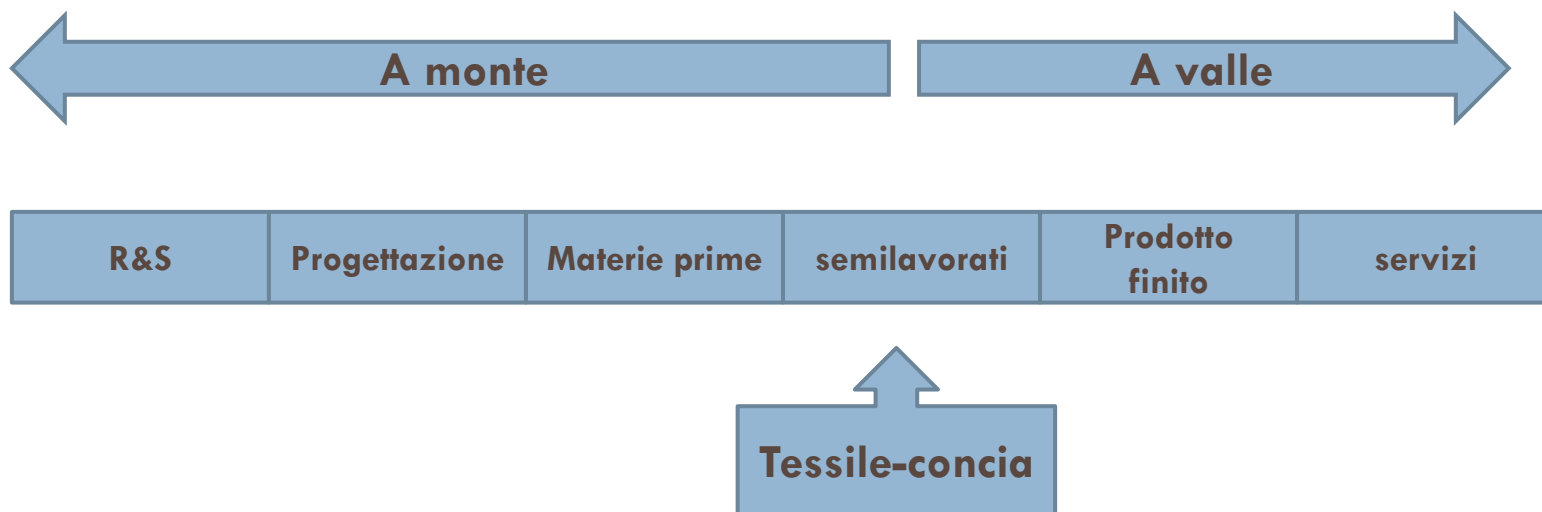 A monte
A valle
R&S
Progettazione
Materie prime
semilavorati
Prodotto
finito
servizi
Tessile-concia